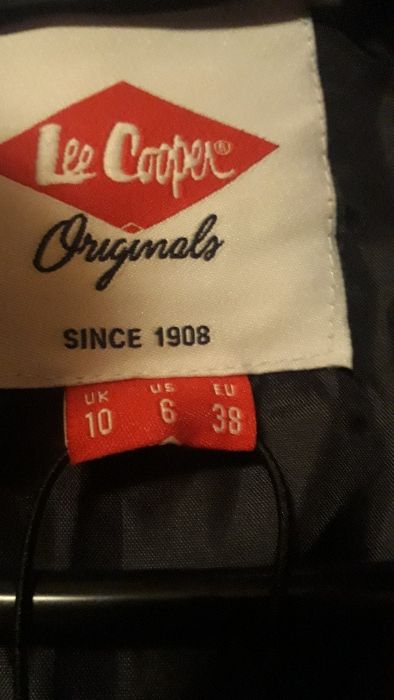 Lee Cooper®
Originals
SINCE 1908
UK US EU
10 6 38